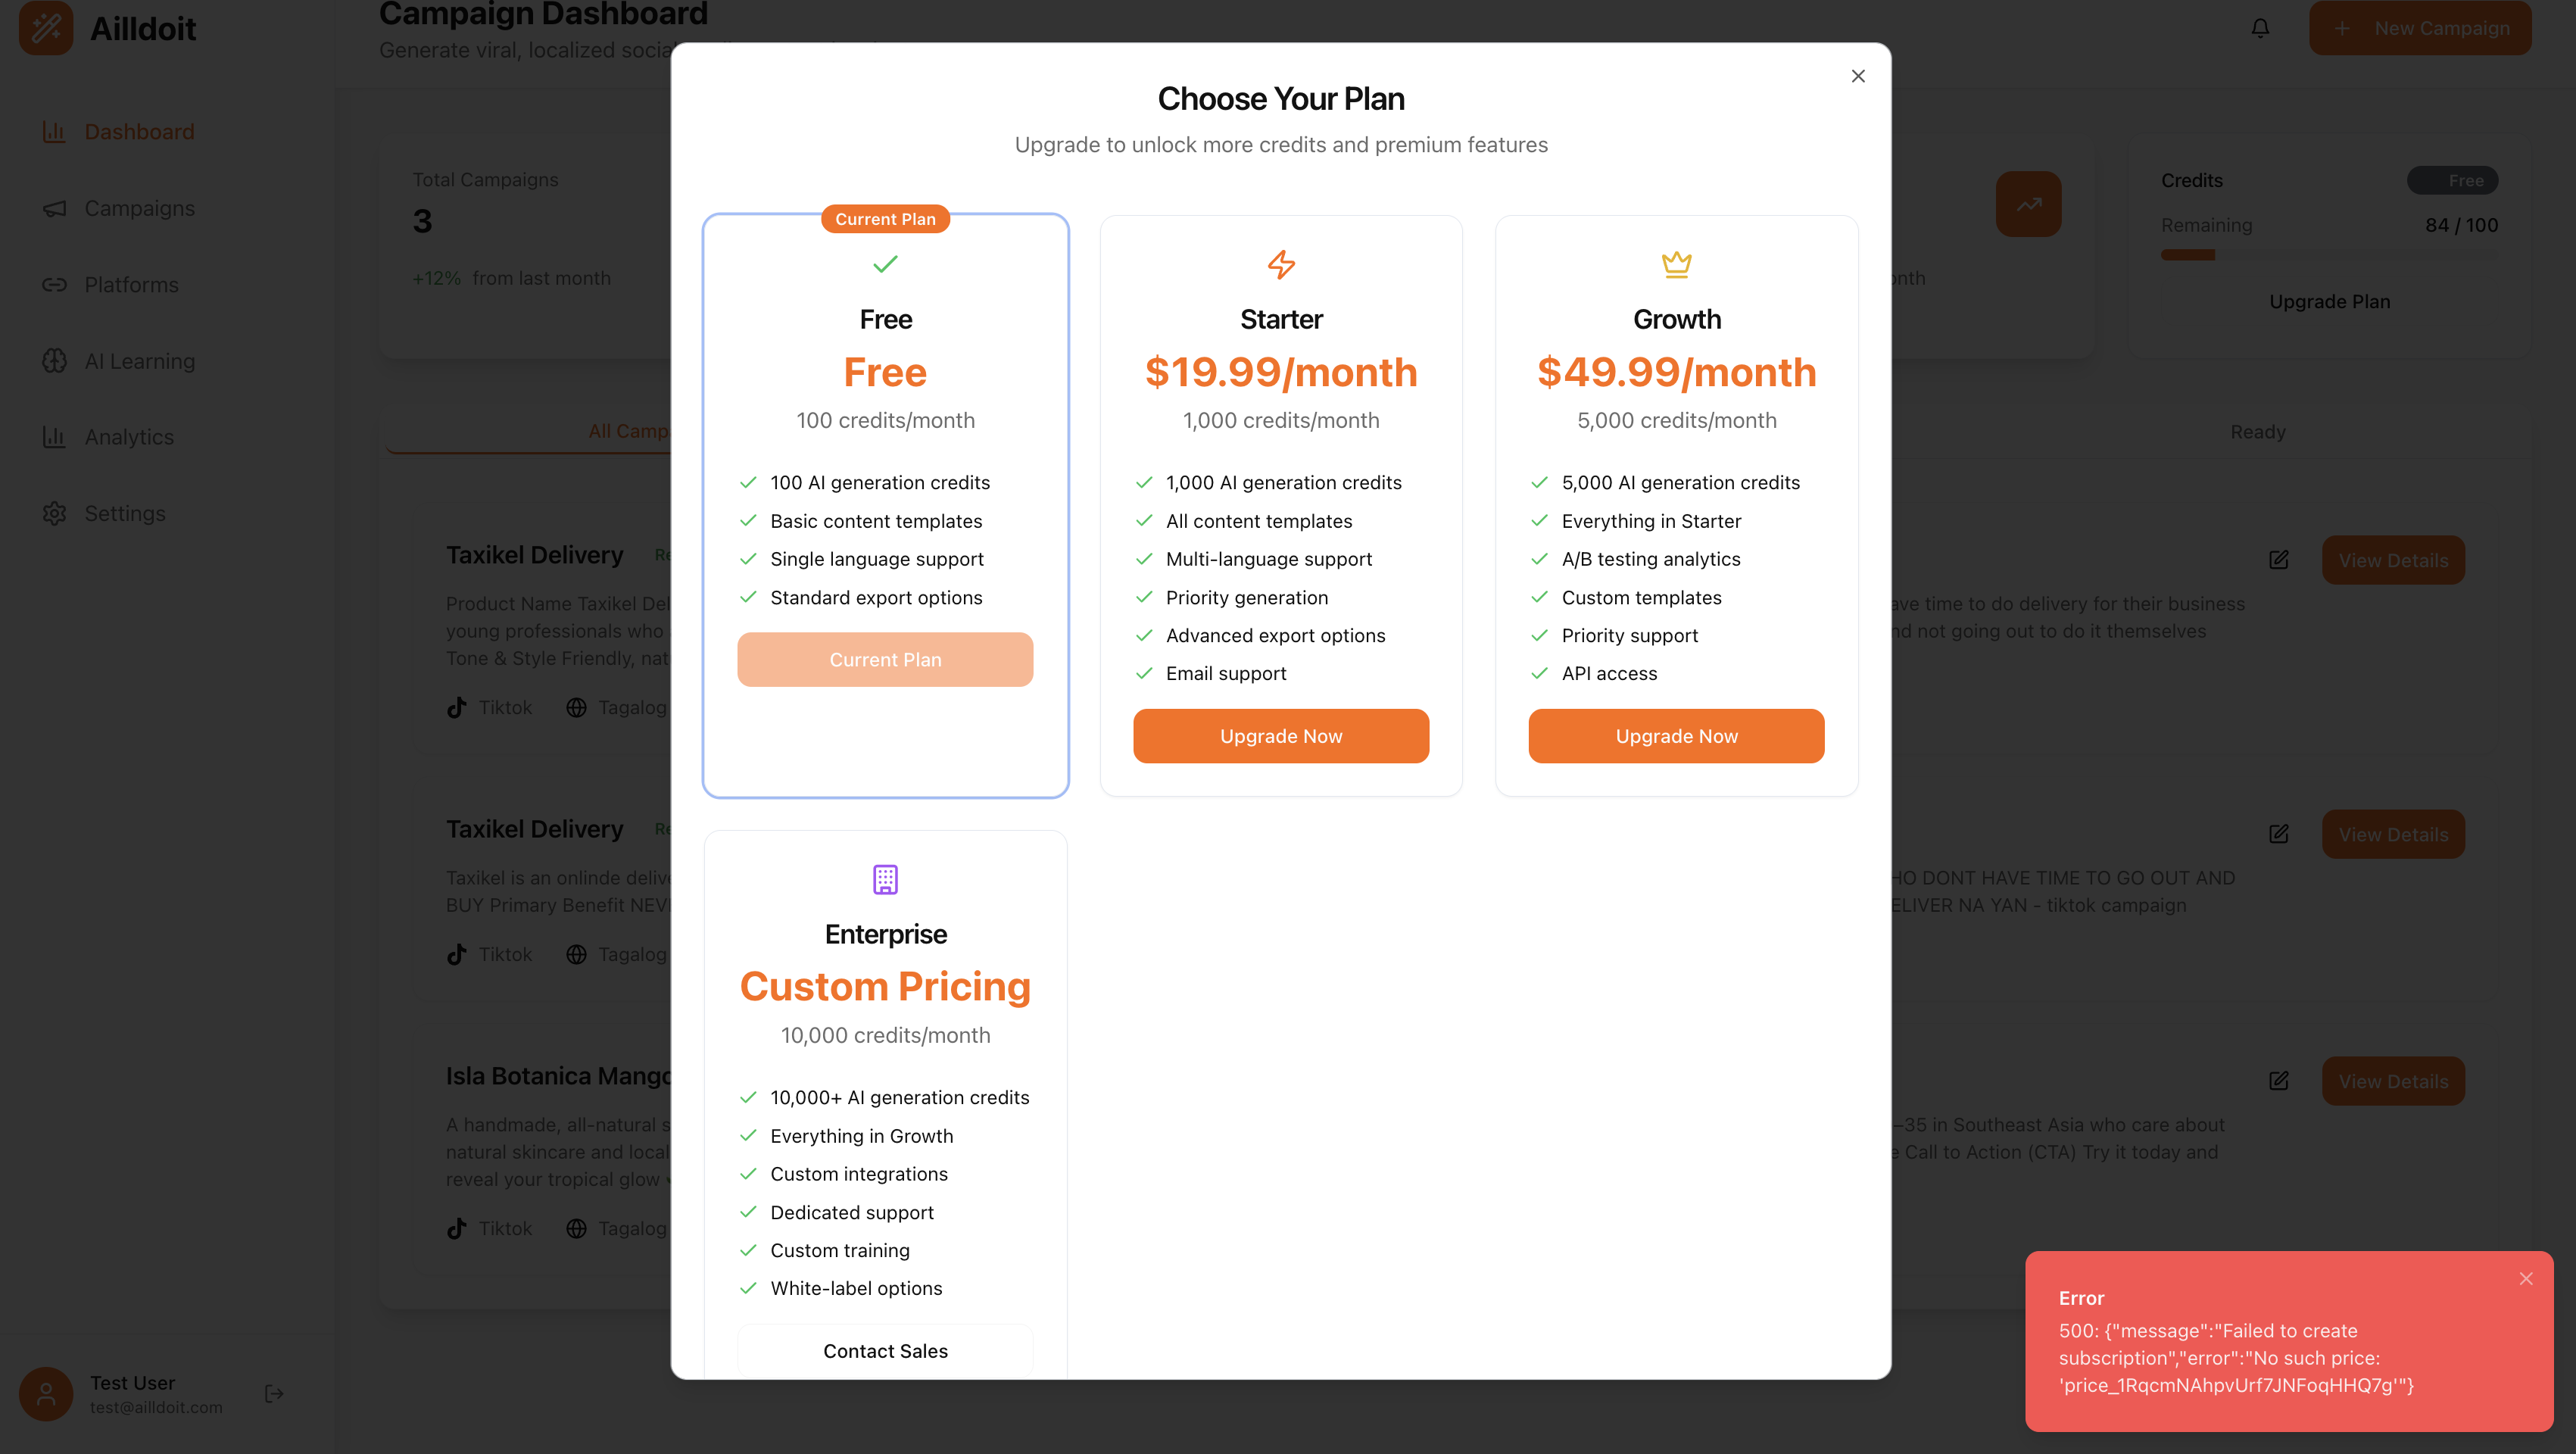 Ailldoit
Campaign Dashboard
Generate viral, localized social
New Campaign
Dashboard
Campaigns
Platforms
AI Learning
Analytics
Settings
Total Campaigns
3
+12% from last month
Credits
Free
Remaining
84 / 100
Upgrade Plan
All Camp
Ready
Taxikel Delivery
View Details
Product Name Taxikel Del
ave time to do delivery for their business
young professionals who
nd not going out to do it themselves
Tone & Style Friendly, nat
Tiktok
Tagalog
Taxikel Delivery
View Details
Taxikel is an onlinde delive
HO DONT HAVE TIME TO GO OUT AND
BUY Primary Benefit NEV
ELIVER NA YAN - tiktok campaign
Tiktok
Tagalog
Isla Botanica Mango
View Details
A handmade, all-natural s
–35 in Southeast Asia who care about
natural skincare and local
e Call to Action (CTA) Try it today and
reveal your tropical glow
Tiktok
Tagalog
Test User
test@ailldoit.com
Choose Your Plan
Upgrade to unlock more credits and premium features
Current Plan
Free
Free
100 credits/month
100 AI generation credits
Basic content templates
Single language support
Standard export options
Current Plan
Starter
$19.99/month
1,000 credits/month
1,000 AI generation credits
All content templates
Multi-language support
Priority generation
Advanced export options
Email support
Upgrade Now
Growth
$49.99/month
5,000 credits/month
5,000 AI generation credits
Everything in Starter
A/B testing analytics
Custom templates
Priority support
API access
Upgrade Now
Enterprise
Custom Pricing
10,000 credits/month
10,000+ AI generation credits
Everything in Growth
Custom integrations
Dedicated support
Custom training
White-label options
Contact Sales
Error
500: {"message":"Failed to create
subscription","error":"No such price:
'price_1RqcmNAhpvUrf7JNFoqHHQ7g'"}